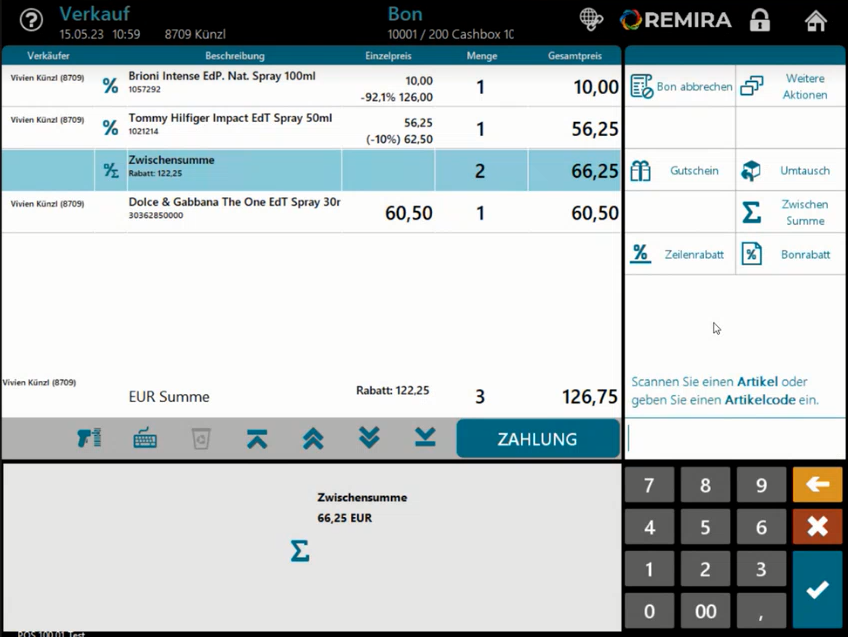 Verkauf
15.05.23 10:59 8709 Künzl
Bon
10001 / 200 Cashbox 10
REMIRA
Verkäufer Beschreibung Einzelpreis Menge Gesamtpreis
Vivien Künzl (8709) % Brioni Intense EdP. Nat. Spray 100ml 10,00 1 10,00
1057292 -92,1% 126,00
Vivien Künzl (8709) % Tommy Hilfiger Impact EdT Spray 50ml 56,25 1 56,25
1021214 (-10%) 62,50
Zwischensumme 2 66,25
Rabatt: 122,25
Vivien Künzl (8709) Dolce & Gabbana The One EdT Spray 30r 60,50 1 60,50
30362850000
Vivien Künzl (8709)
EUR Summe Rabatt: 122,25 3 126,75
ZAHLUNG
Bon abbrechen
Weitere
Aktionen
Gutschein
Umtausch
Zwischen
Summe
Zeilenrabatt
Bonrabatt
Scannen Sie einen Artikel oder
geben Sie einen Artikelcode ein.
Zwischensumme
66,25 EUR
Σ
7 8 9
4 5 6
1 2 3
0 00 ,
POS 100.01 Test